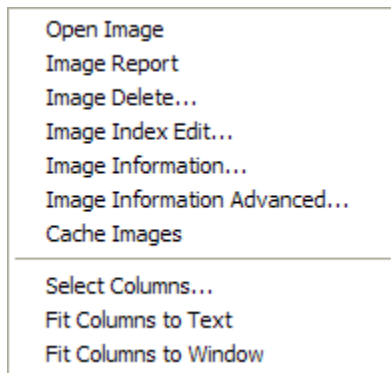 Open Image
Image Report
Image Delete...
Image Index Edit...
Image Information...
Image Information Advanced...
Cache Images
Select Columns...
Fit Columns to Text
Fit Columns to Window